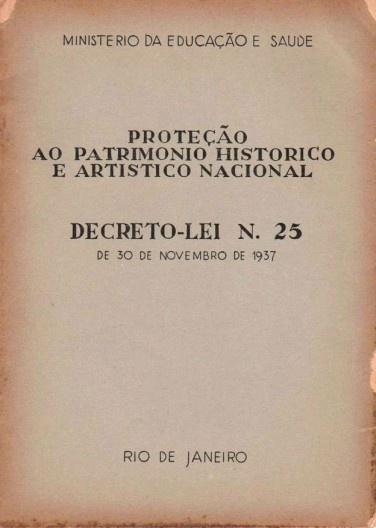 MINISTERIO DA EDUCAÇÃO E SAUDE
PROTEÇÃO
AO PATRIMONIO HISTORICO
E ARTISTICO NACIONAL
DECRETO-LEI N. 25
DE 30 DE NOVEMBRO DE 1937
RIO DE JANEIRO